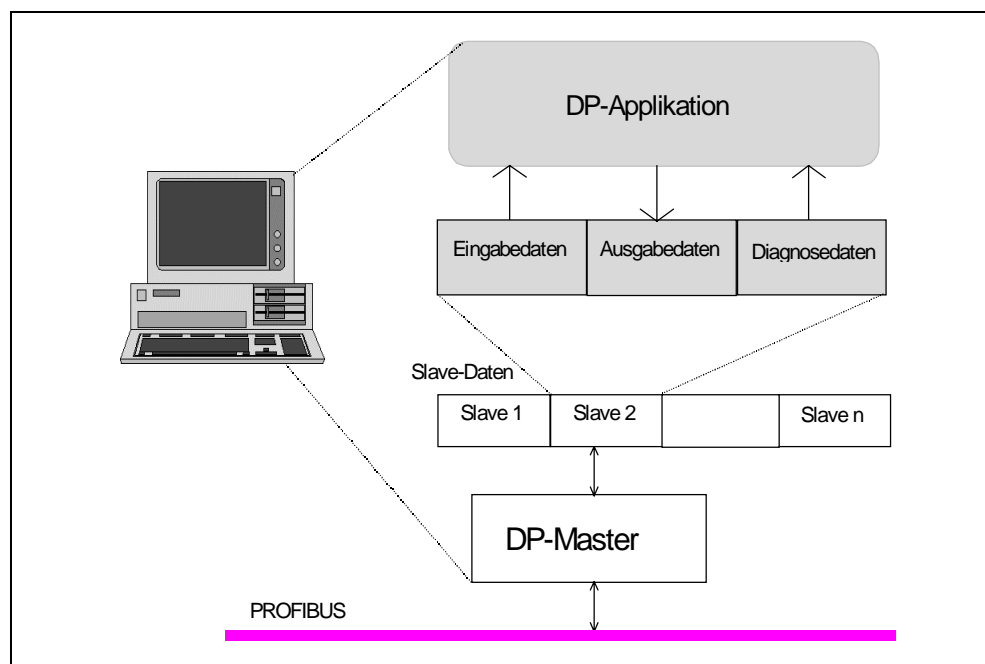 DP-Applikation
Eingabedaten
Ausgabedaten
Diagnosedaten
Slave-Daten
Slave 1
Slave 2
Slave n
DP-Master
PROFIBUS